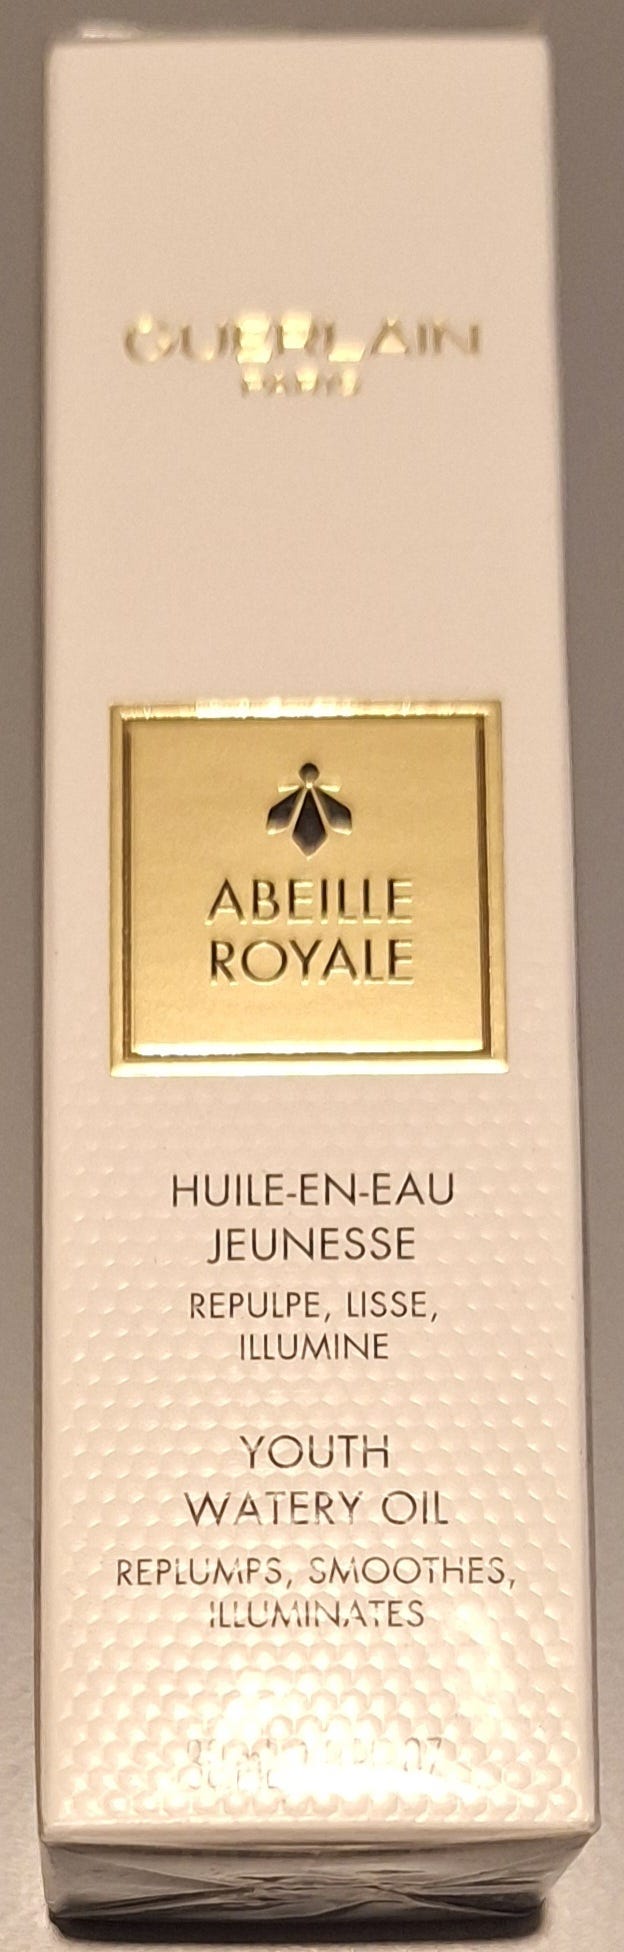 GUERLAIN
PARIS
ABEILLE
ROYALE
HUILE-EN-EAU
JEUNESSE
REPULPE, LISSE,
ILLUMINE
YOUTH
WATERY OIL
REPLUMPS, SMOOTHES,
ILLUMINATES